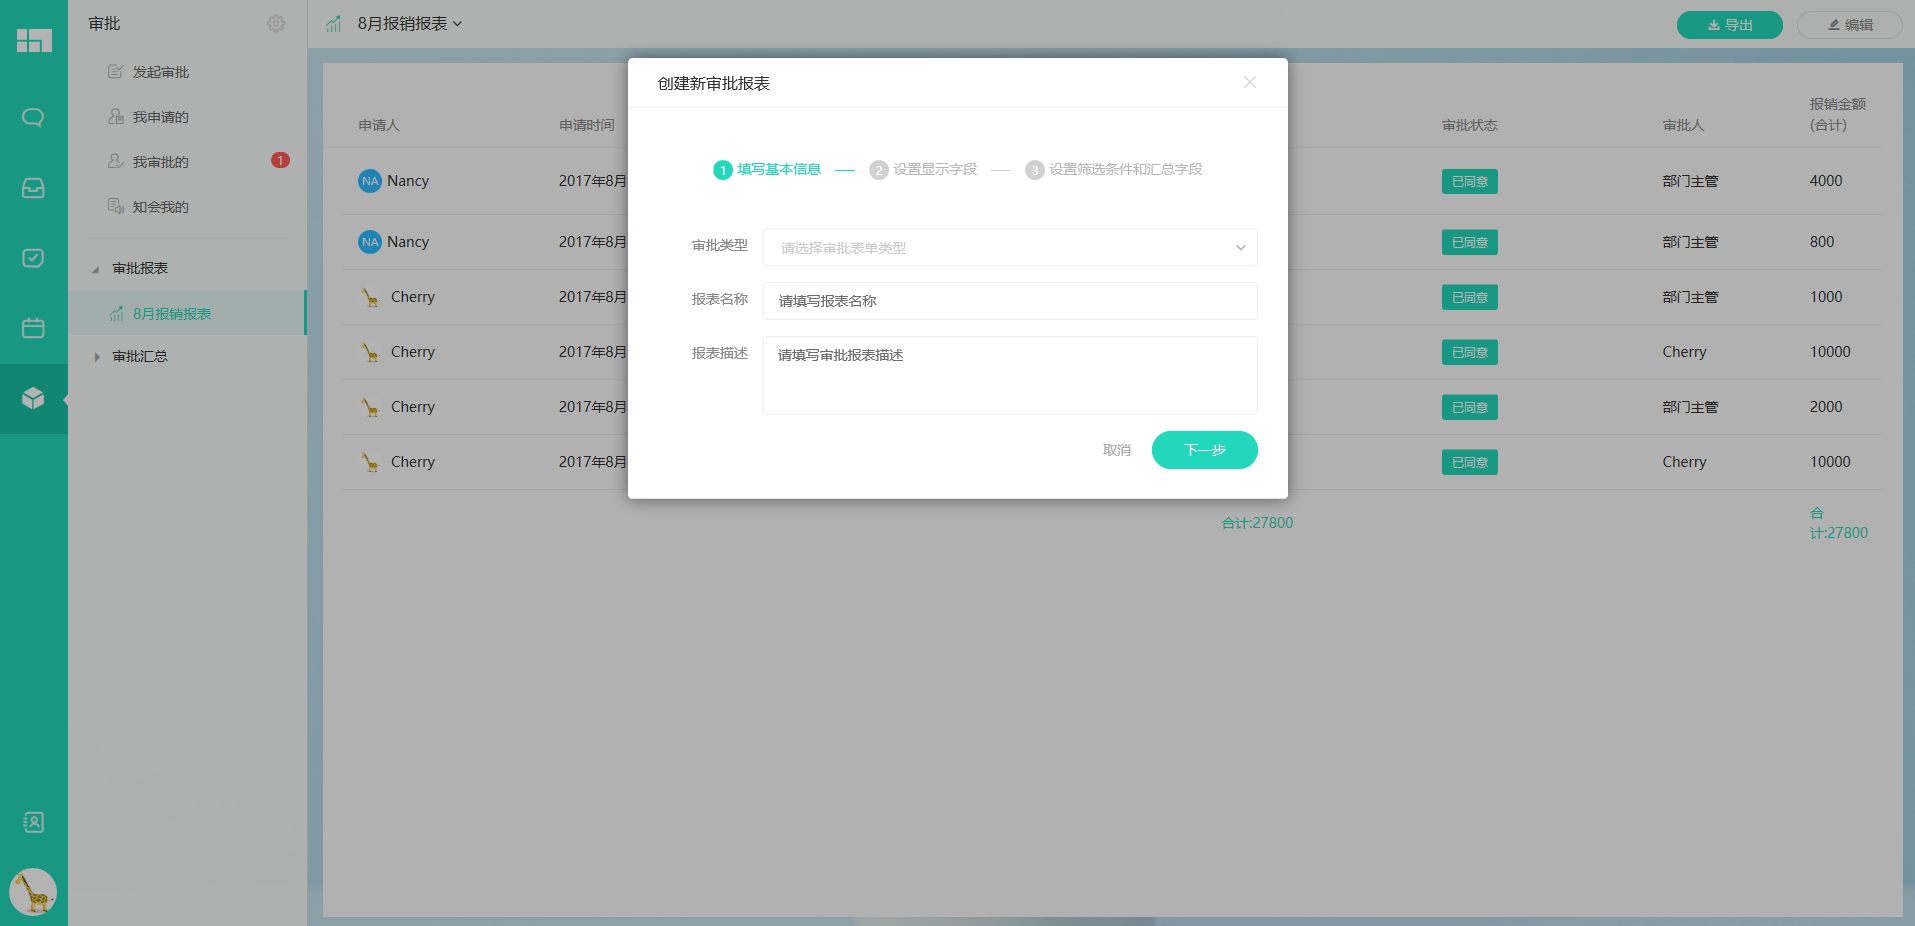 审批
8月报销报表
导出
编辑
发起审批
我申请的
我审批的
1
知会我的
审批报表
8月报销报表
审批汇总
申请人
申请时间
审批状态
审批人
报销金额
(合计)
NA Nancy
2017年8月
已同意
部门主管
4000
NA Nancy
2017年8月
已同意
部门主管
800
Cherry
2017年8月
已同意
部门主管
1000
Cherry
2017年8月
已同意
Cherry
10000
Cherry
2017年8月
已同意
部门主管
2000
Cherry
2017年8月
已同意
Cherry
10000
合计:27800
合
计:27800
创建新审批报表
1 填写基本信息
2 设置显示字段
3 设置筛选条件和汇总字段
审批类型
请选择审批表单类型
报表名称
请填写报表名称
报表描述
请填写审批报表描述
取消
下一步